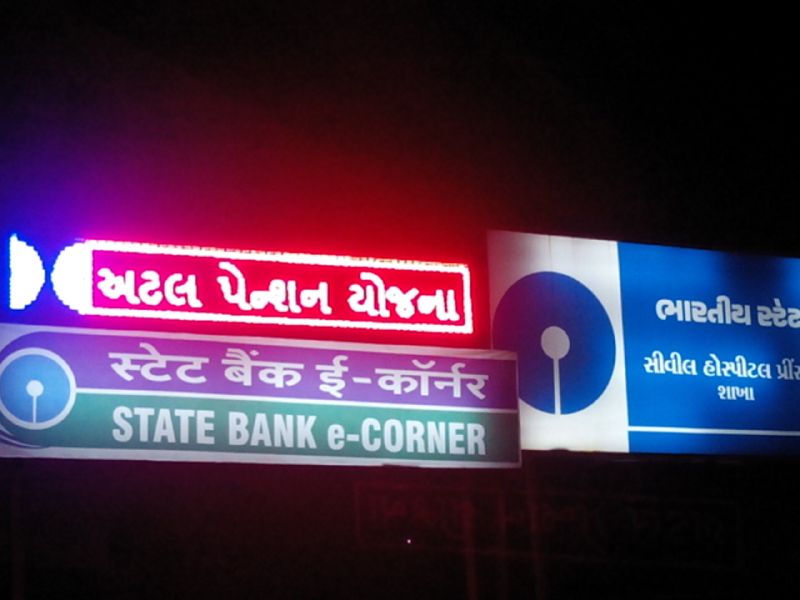 અટલ પેન્શન યોજના
स्टेट बैंक ई-कॉर्नर
STATE BANK e-CORNER
ભારતીય સ્ટેટ
સીવીલ હોસ્પીટલ
શાખા